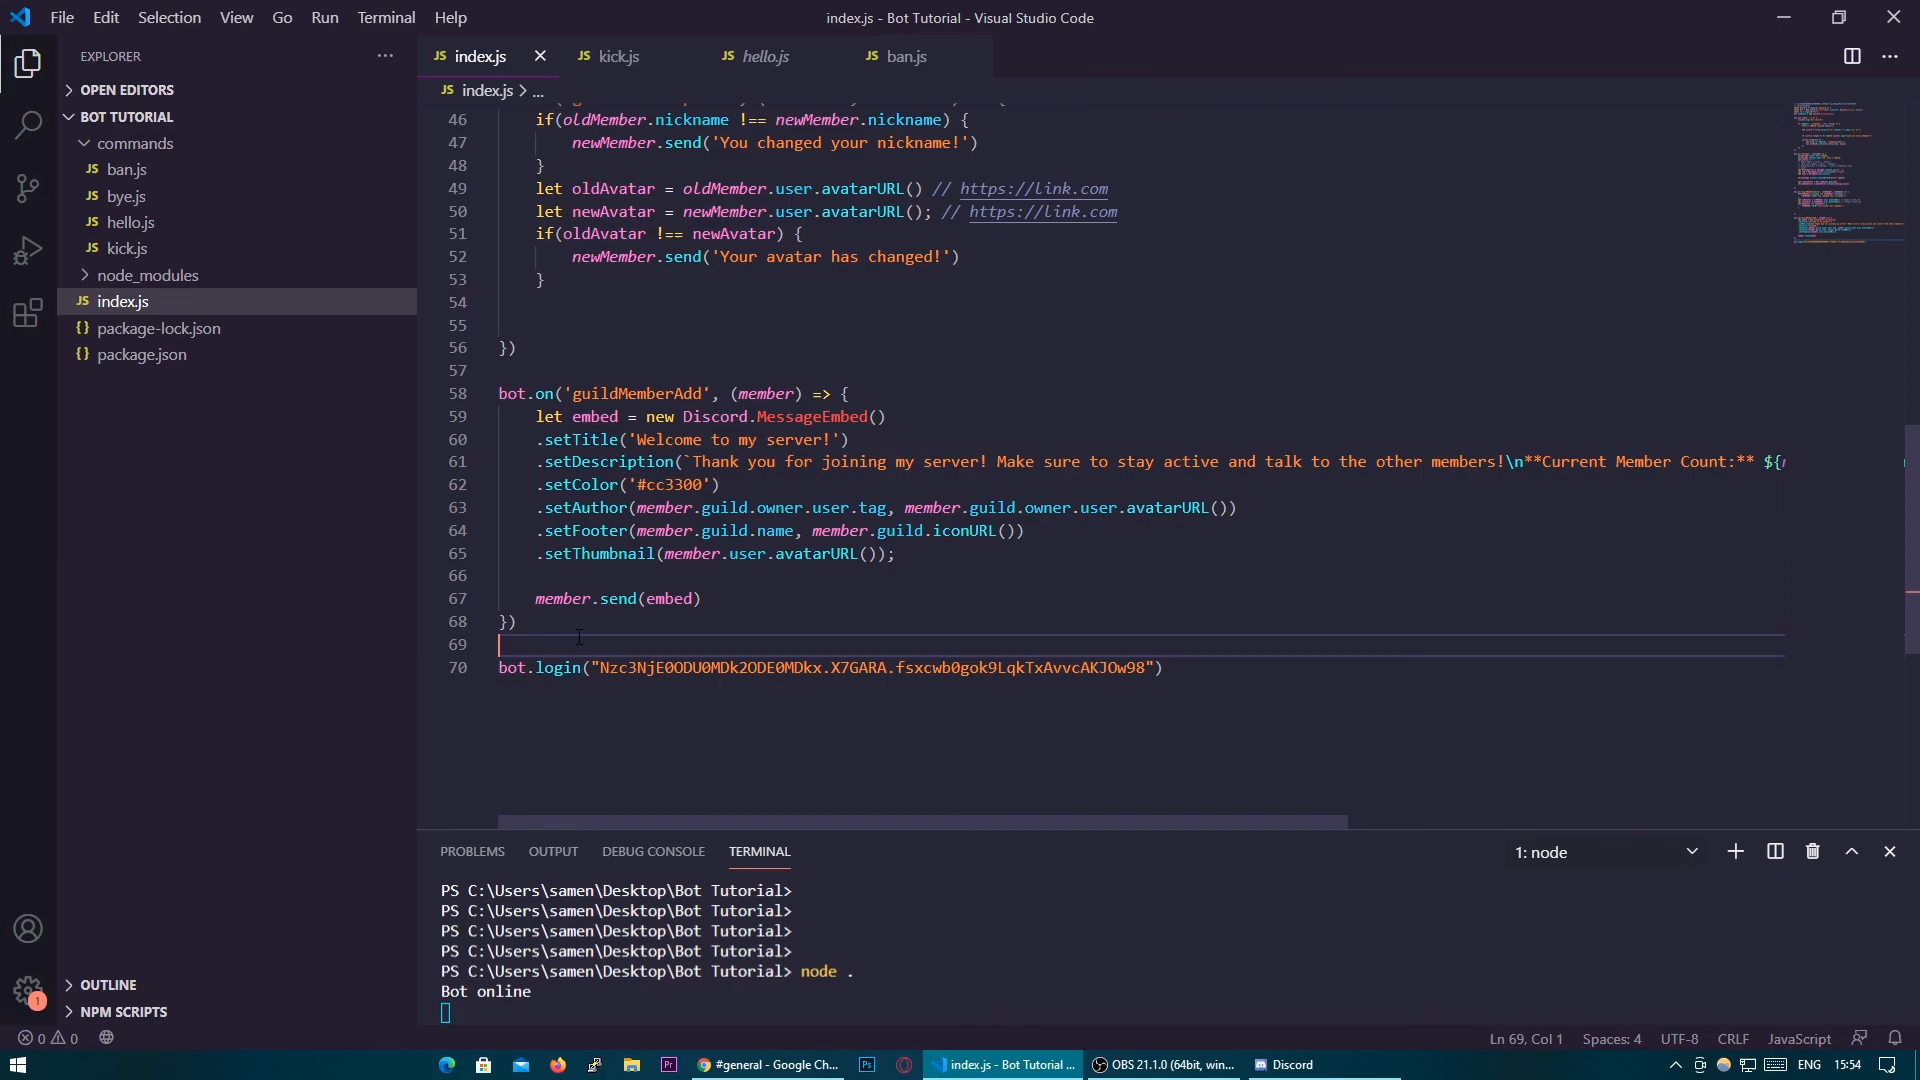 File Edit Selection View Go Run Terminal Help
index.js - Bot Tutorial - Visual Studio Code
EXPLORER
OPEN EDITORS
BOT TUTORIAL
commands
JS ban.js
JS bye.js
JS hello.js
JS kick.js
node_modules
JS index.js
{ } package-lock.json
{ } package.json
OUTLINE
NPM SCRIPTS
1
JS index.js
JS kick.js
JS hello.js
JS ban.js
JS index.js > ...
46 if(oldMember.nickname !== newMember.nickname) {
47 newMember.send('You changed your nickname!')
48 }
49 let oldAvatar = oldMember.user.avatarURL() // https://link.com
50 let newAvatar = newMember.user.avatarURL(); // https://link.com
51 if(oldAvatar !== newAvatar) {
52 newMember.send('Your avatar has changed!')
53 }
54
55
56 })
57
58 bot.on('guildMemberAdd', (member) => {
59 let embed = new Discord.MessageEmbed()
60 .setTitle('Welcome to my server!')
61 .setDescription(`Thank you for joining my server! Make sure to stay active and talk to the other members!\n**Current Member Count:** ${
62 .setColor('#cc3300')
63 .setAuthor(member.guild.owner.user.tag, member.guild.owner.user.avatarURL())
64 .setFooter(member.guild.name, member.guild.iconURL())
65 .setThumbnail(member.user.avatarURL());
66
67 member.send(embed)
68 })
69
70 bot.login("Nzc3NjE0ODU0MDk2ODE0MDkx.X7GARA.fsxcwb0gok9LqkTxAvvcAKJOw98")
PROBLEMS OUTPUT DEBUG CONSOLE TERMINAL
1: node
PS C:\Users\samen\Desktop\Bot Tutorial>
PS C:\Users\samen\Desktop\Bot Tutorial>
PS C:\Users\samen\Desktop\Bot Tutorial>
PS C:\Users\samen\Desktop\Bot Tutorial>
PS C:\Users\samen\Desktop\Bot Tutorial> node .
Bot online
0 0
Ln 69, Col 1 Spaces: 4 UTF-8 CRLF JavaScript
Pr
#general - Google Ch...
Ps
index.js - Bot Tutorial ...
OBS 21.1.0 (64bit, win...
Discord
ENG 15:54